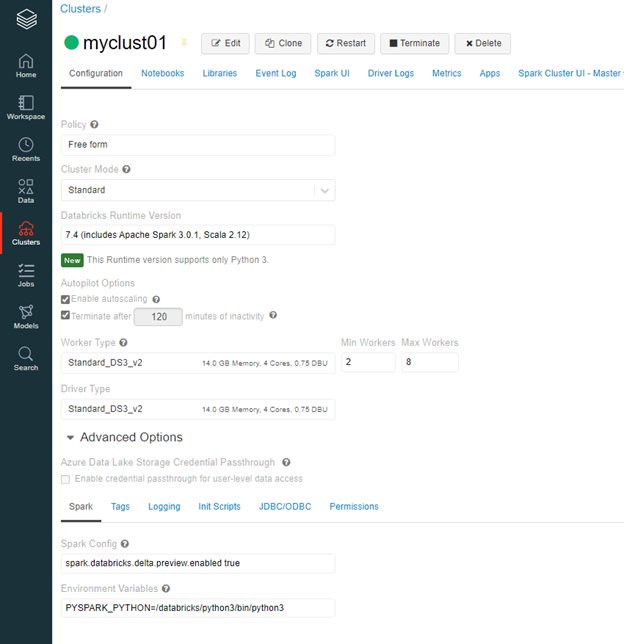 Clusters /
myclust01
Edit
Clone
Restart
Terminate
Delete
Home
Workspace
Recents
Data
Clusters
Jobs
Models
Search
Configuration Notebooks Libraries Event Log Spark UI Driver Logs Metrics Apps Spark Cluster UI - Master
Policy
Free form
Cluster Mode
Standard
Databricks Runtime Version
7.4 (includes Apache Spark 3.0.1, Scala 2.12)
New This Runtime version supports only Python 3.
Autopilot Options
Enable autoscaling
Terminate after 120 minutes of inactivity
Worker Type Min Workers Max Workers
Standard_DS3_v2 14.0 GB Memory, 4 Cores, 0.75 DBU 2 8
Driver Type
Standard_DS3_v2 14.0 GB Memory, 4 Cores, 0.75 DBU
Advanced Options
Azure Data Lake Storage Credential Passthrough
Enable credential passthrough for user-level data access
Spark Tags Logging Init Scripts JDBC/ODBC Permissions
Spark Config
spark.databricks.delta.preview.enabled true
Environment Variables
PYSPARK_PYTHON=/databricks/python3/bin/python3